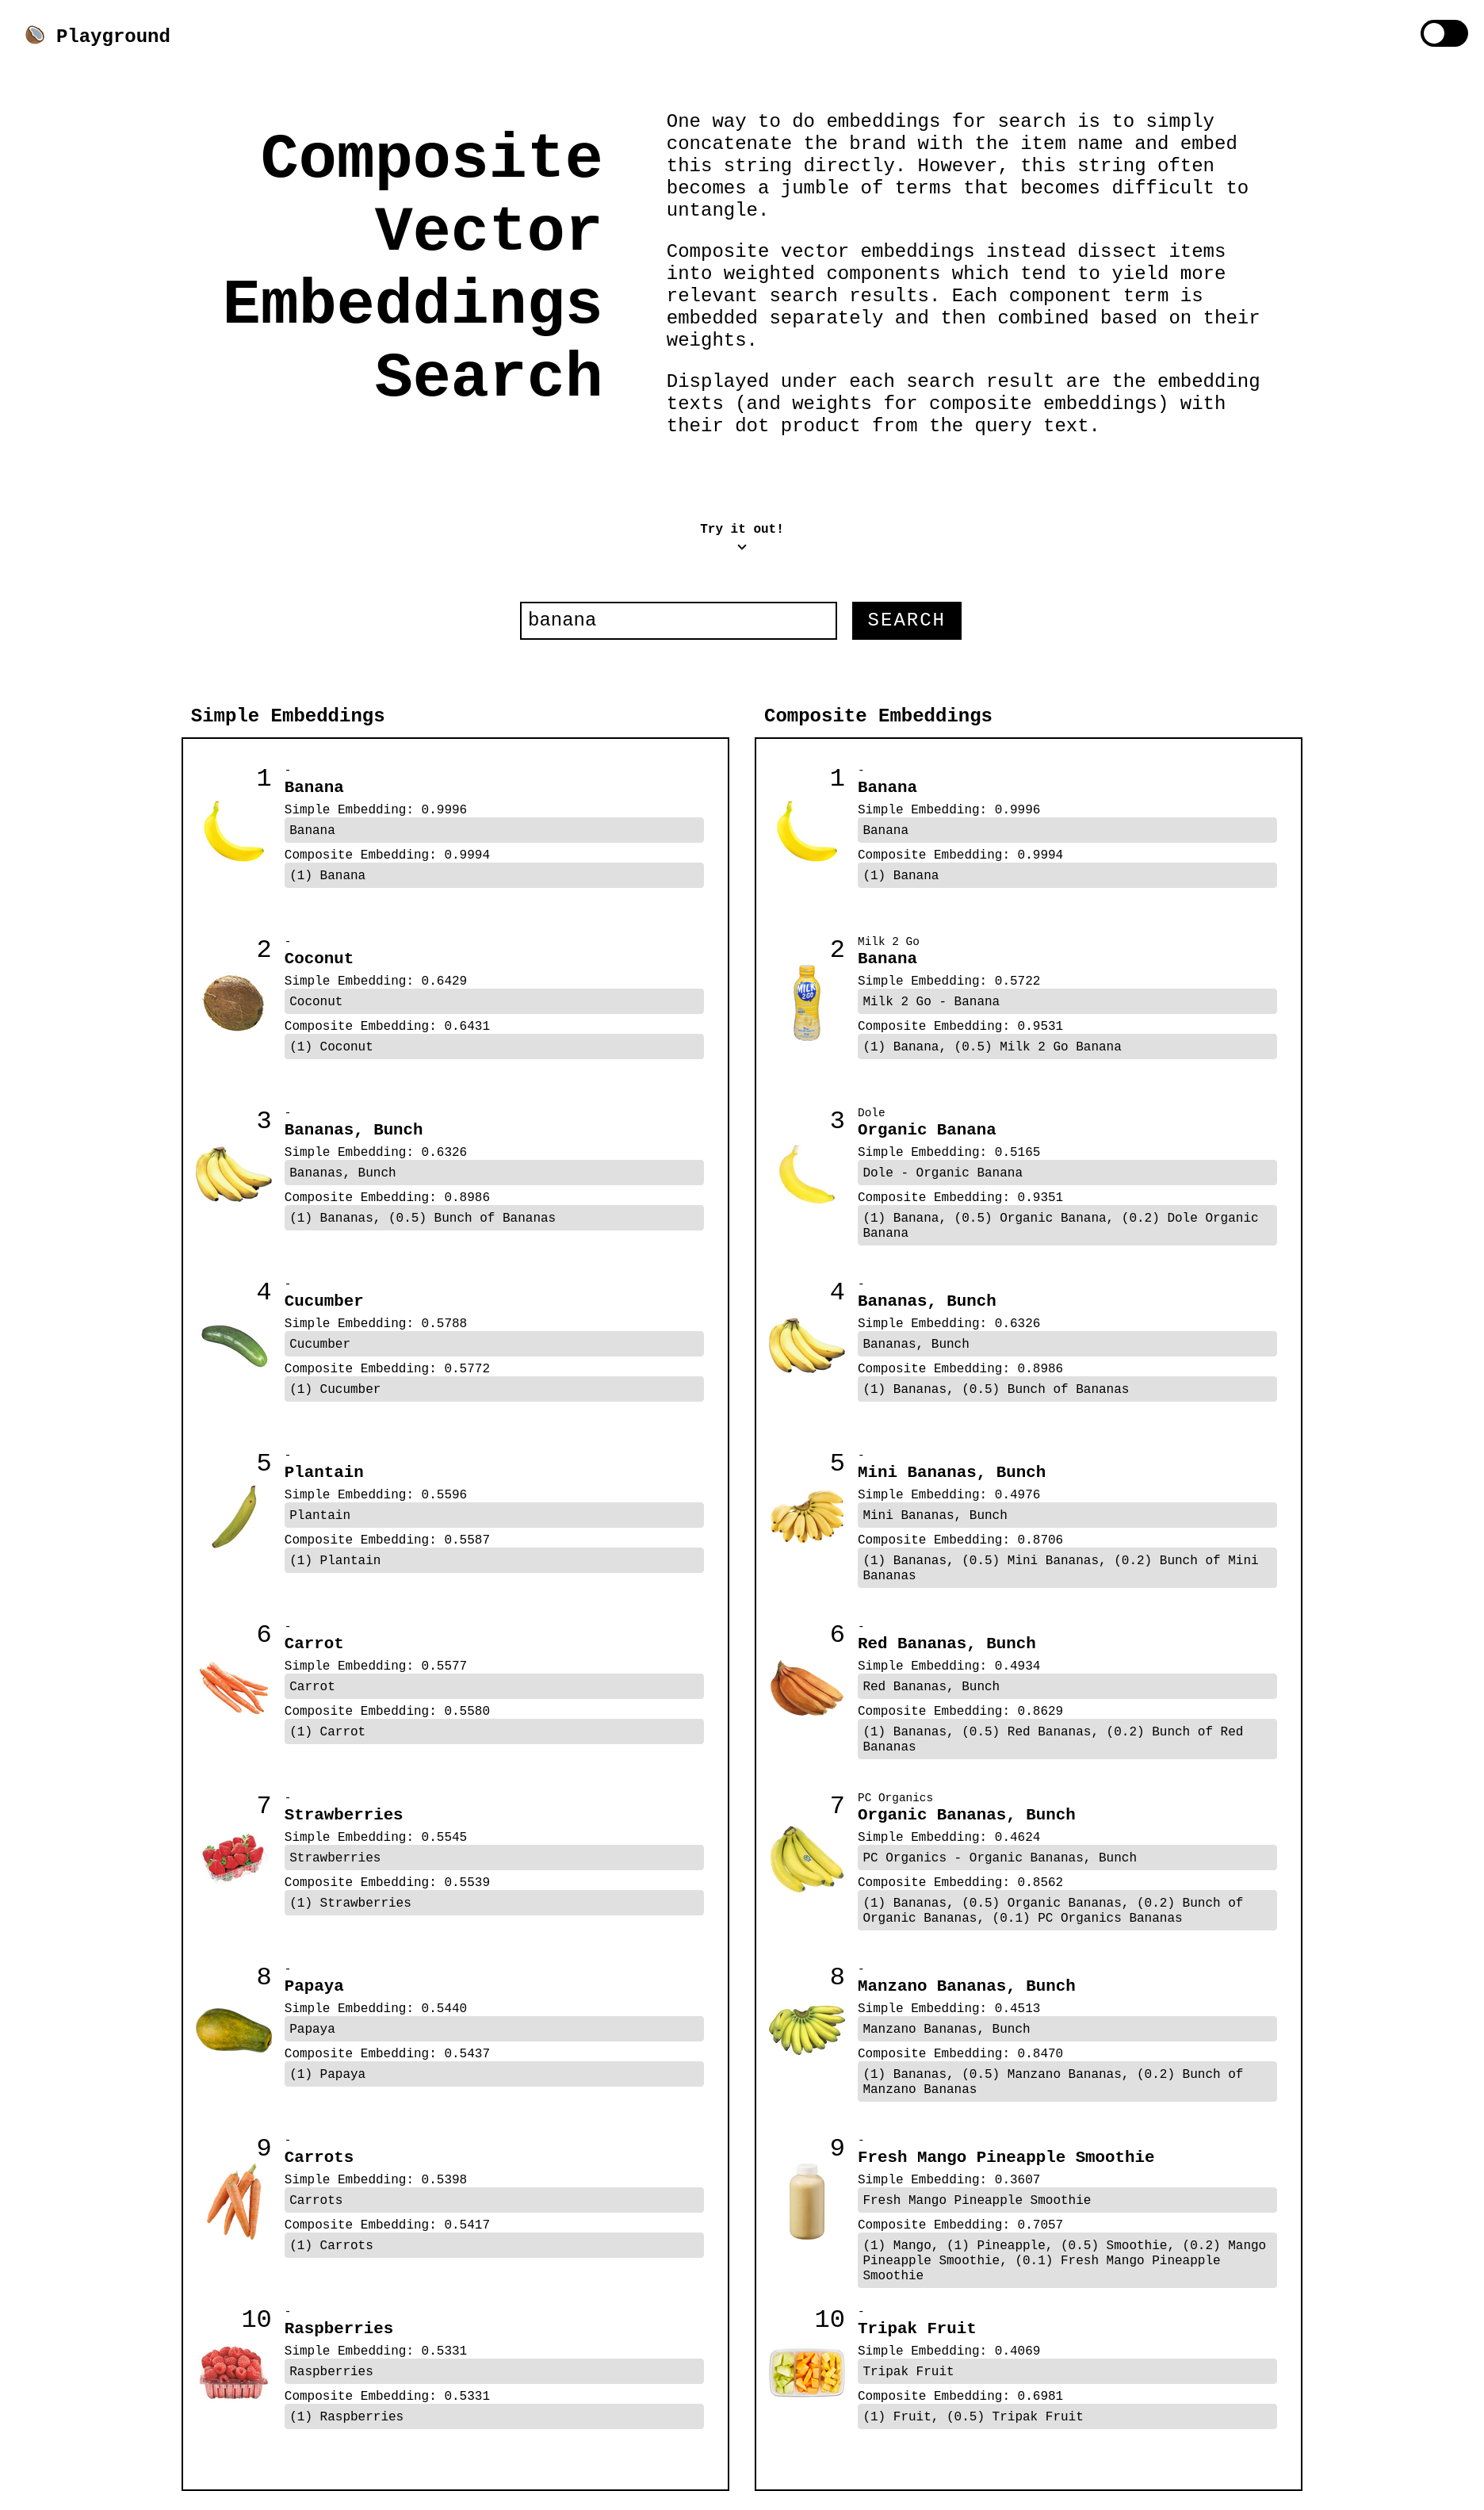 Playground
Composite
Vector
Embeddings
Search
One way to do embeddings for search is to simply
concatenate the brand with the item name and embed
this string directly. However, this string often
becomes a jumble of terms that becomes difficult to
untangle.
Composite vector embeddings instead dissect items
into weighted components which tend to yield more
relevant search results. Each component term is
embedded separately and then combined based on their
weights.
Displayed under each search result are the embedding
texts (and weights for composite embeddings) with
their dot product from the query text.
Try it out!
banana
SEARCH
Simple Embeddings
1
-
Banana
Simple Embedding: 0.9996
Banana
Composite Embedding: 0.9994
(1) Banana
2
-
Coconut
Simple Embedding: 0.6429
Coconut
Composite Embedding: 0.6431
(1) Coconut
3
-
Bananas, Bunch
Simple Embedding: 0.6326
Bananas, Bunch
Composite Embedding: 0.8986
(1) Bananas, (0.5) Bunch of Bananas
4
-
Cucumber
Simple Embedding: 0.5788
Cucumber
Composite Embedding: 0.5772
(1) Cucumber
5
-
Plantain
Simple Embedding: 0.5596
Plantain
Composite Embedding: 0.5587
(1) Plantain
6
-
Carrot
Simple Embedding: 0.5577
Carrot
Composite Embedding: 0.5580
(1) Carrot
7
-
Strawberries
Simple Embedding: 0.5545
Strawberries
Composite Embedding: 0.5539
(1) Strawberries
8
-
Papaya
Simple Embedding: 0.5440
Papaya
Composite Embedding: 0.5437
(1) Papaya
9
-
Carrots
Simple Embedding: 0.5398
Carrots
Composite Embedding: 0.5417
(1) Carrots
10
-
Raspberries
Simple Embedding: 0.5331
Raspberries
Composite Embedding: 0.5331
(1) Raspberries
Composite Embeddings
1
-
Banana
Simple Embedding: 0.9996
Banana
Composite Embedding: 0.9994
(1) Banana
2
Milk 2 Go
Banana
MILK
2GO
Simple Embedding: 0.5722
Milk 2 Go - Banana
Composite Embedding: 0.9531
(1) Banana, (0.5) Milk 2 Go Banana
3
Dole
Organic Banana
Simple Embedding: 0.5165
Dole - Organic Banana
Composite Embedding: 0.9351
(1) Banana, (0.5) Organic Banana, (0.2) Dole Organic
Banana
4
-
Bananas, Bunch
Simple Embedding: 0.6326
Bananas, Bunch
Composite Embedding: 0.8986
(1) Bananas, (0.5) Bunch of Bananas
5
-
Mini Bananas, Bunch
Simple Embedding: 0.4976
Mini Bananas, Bunch
Composite Embedding: 0.8706
(1) Bananas, (0.5) Mini Bananas, (0.2) Bunch of Mini
Bananas
6
-
Red Bananas, Bunch
Simple Embedding: 0.4934
Red Bananas, Bunch
Composite Embedding: 0.8629
(1) Bananas, (0.5) Red Bananas, (0.2) Bunch of Red
Bananas
7
PC Organics
Organic Bananas, Bunch
Simple Embedding: 0.4624
PC Organics - Organic Bananas, Bunch
Composite Embedding: 0.8562
(1) Bananas, (0.5) Organic Bananas, (0.2) Bunch of
Organic Bananas, (0.1) PC Organics Bananas
8
-
Manzano Bananas, Bunch
Simple Embedding: 0.4513
Manzano Bananas, Bunch
Composite Embedding: 0.8470
(1) Bananas, (0.5) Manzano Bananas, (0.2) Bunch of
Manzano Bananas
9
-
Fresh Mango Pineapple Smoothie
Simple Embedding: 0.3607
Fresh Mango Pineapple Smoothie
Composite Embedding: 0.7057
(1) Mango, (1) Pineapple, (0.5) Smoothie, (0.2) Mango
Pineapple Smoothie, (0.1) Fresh Mango Pineapple
Smoothie
10
-
Tripak Fruit
Simple Embedding: 0.4069
Tripak Fruit
Composite Embedding: 0.6981
(1) Fruit, (0.5) Tripak Fruit